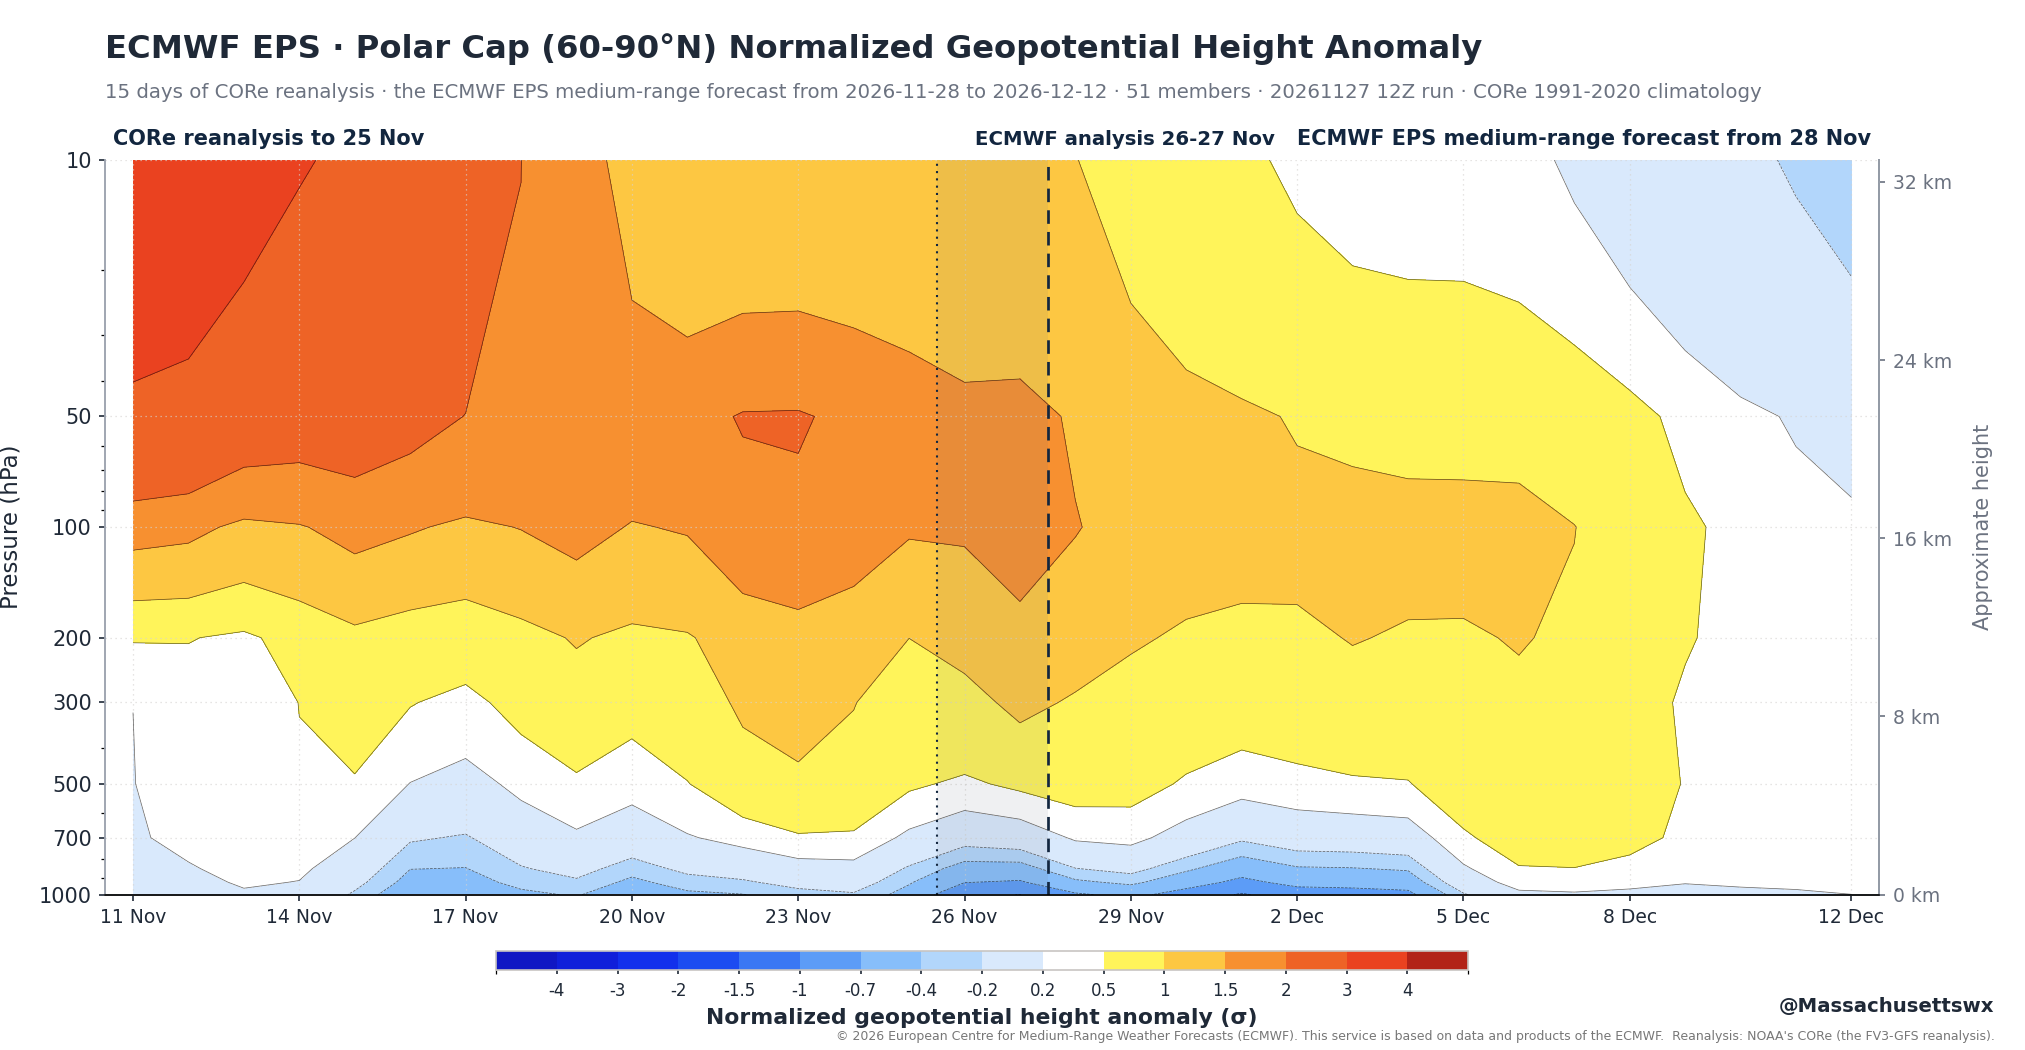 ECMWF EPS · Polar Cap (60-90°N) Normalized Geopotential Height Anomaly
15 days of CORe reanalysis · the ECMWF EPS medium-range forecast from 2026-11-28 to 2026-12-12 · 51 members · 20261127 12Z run · CORe 1991-2020 climatology
CORe reanalysis to 25 Nov ECMWF analysis 26-27 Nov ECMWF EPS medium-range forecast from 28 Nov
10
32 km
24 km
50
Pressure (hPa)
Approximate height
100
16 km
200
300
8 km
500
700
1000
0 km
11 Nov 14 Nov 17 Nov 20 Nov 23 Nov 26 Nov 29 Nov 2 Dec 5 Dec 8 Dec 12 Dec
-4 -3 -2 -1.5 -1 -0.7 -0.4 -0.2 0.2 0.5 1 1.5 2 3 4
Normalized geopotential height anomaly (σ)
@Massachusettswx
© 2026 European Centre for Medium-Range Weather Forecasts (ECMWF). This service is based on data and products of the ECMWF. Reanalysis: NOAA's CORe (the FV3-GFS reanalysis).